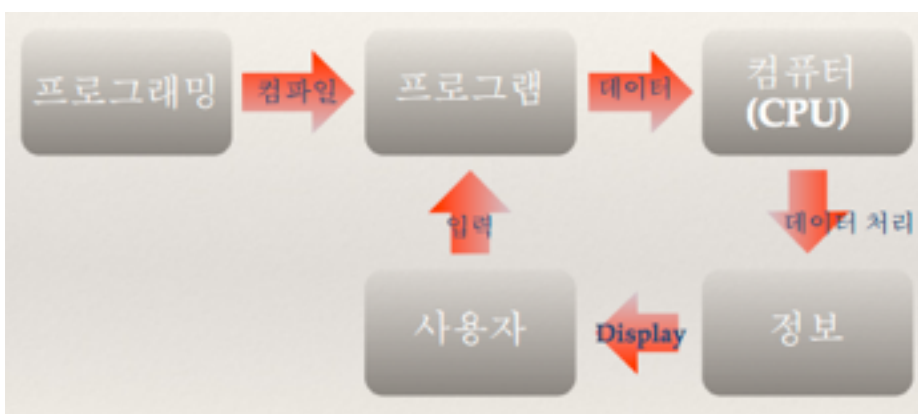 프로그래밍
컴파일
프로그램
데이터
컴퓨터
(CPU)
입력
데이터 처리
사용자
Display
정보